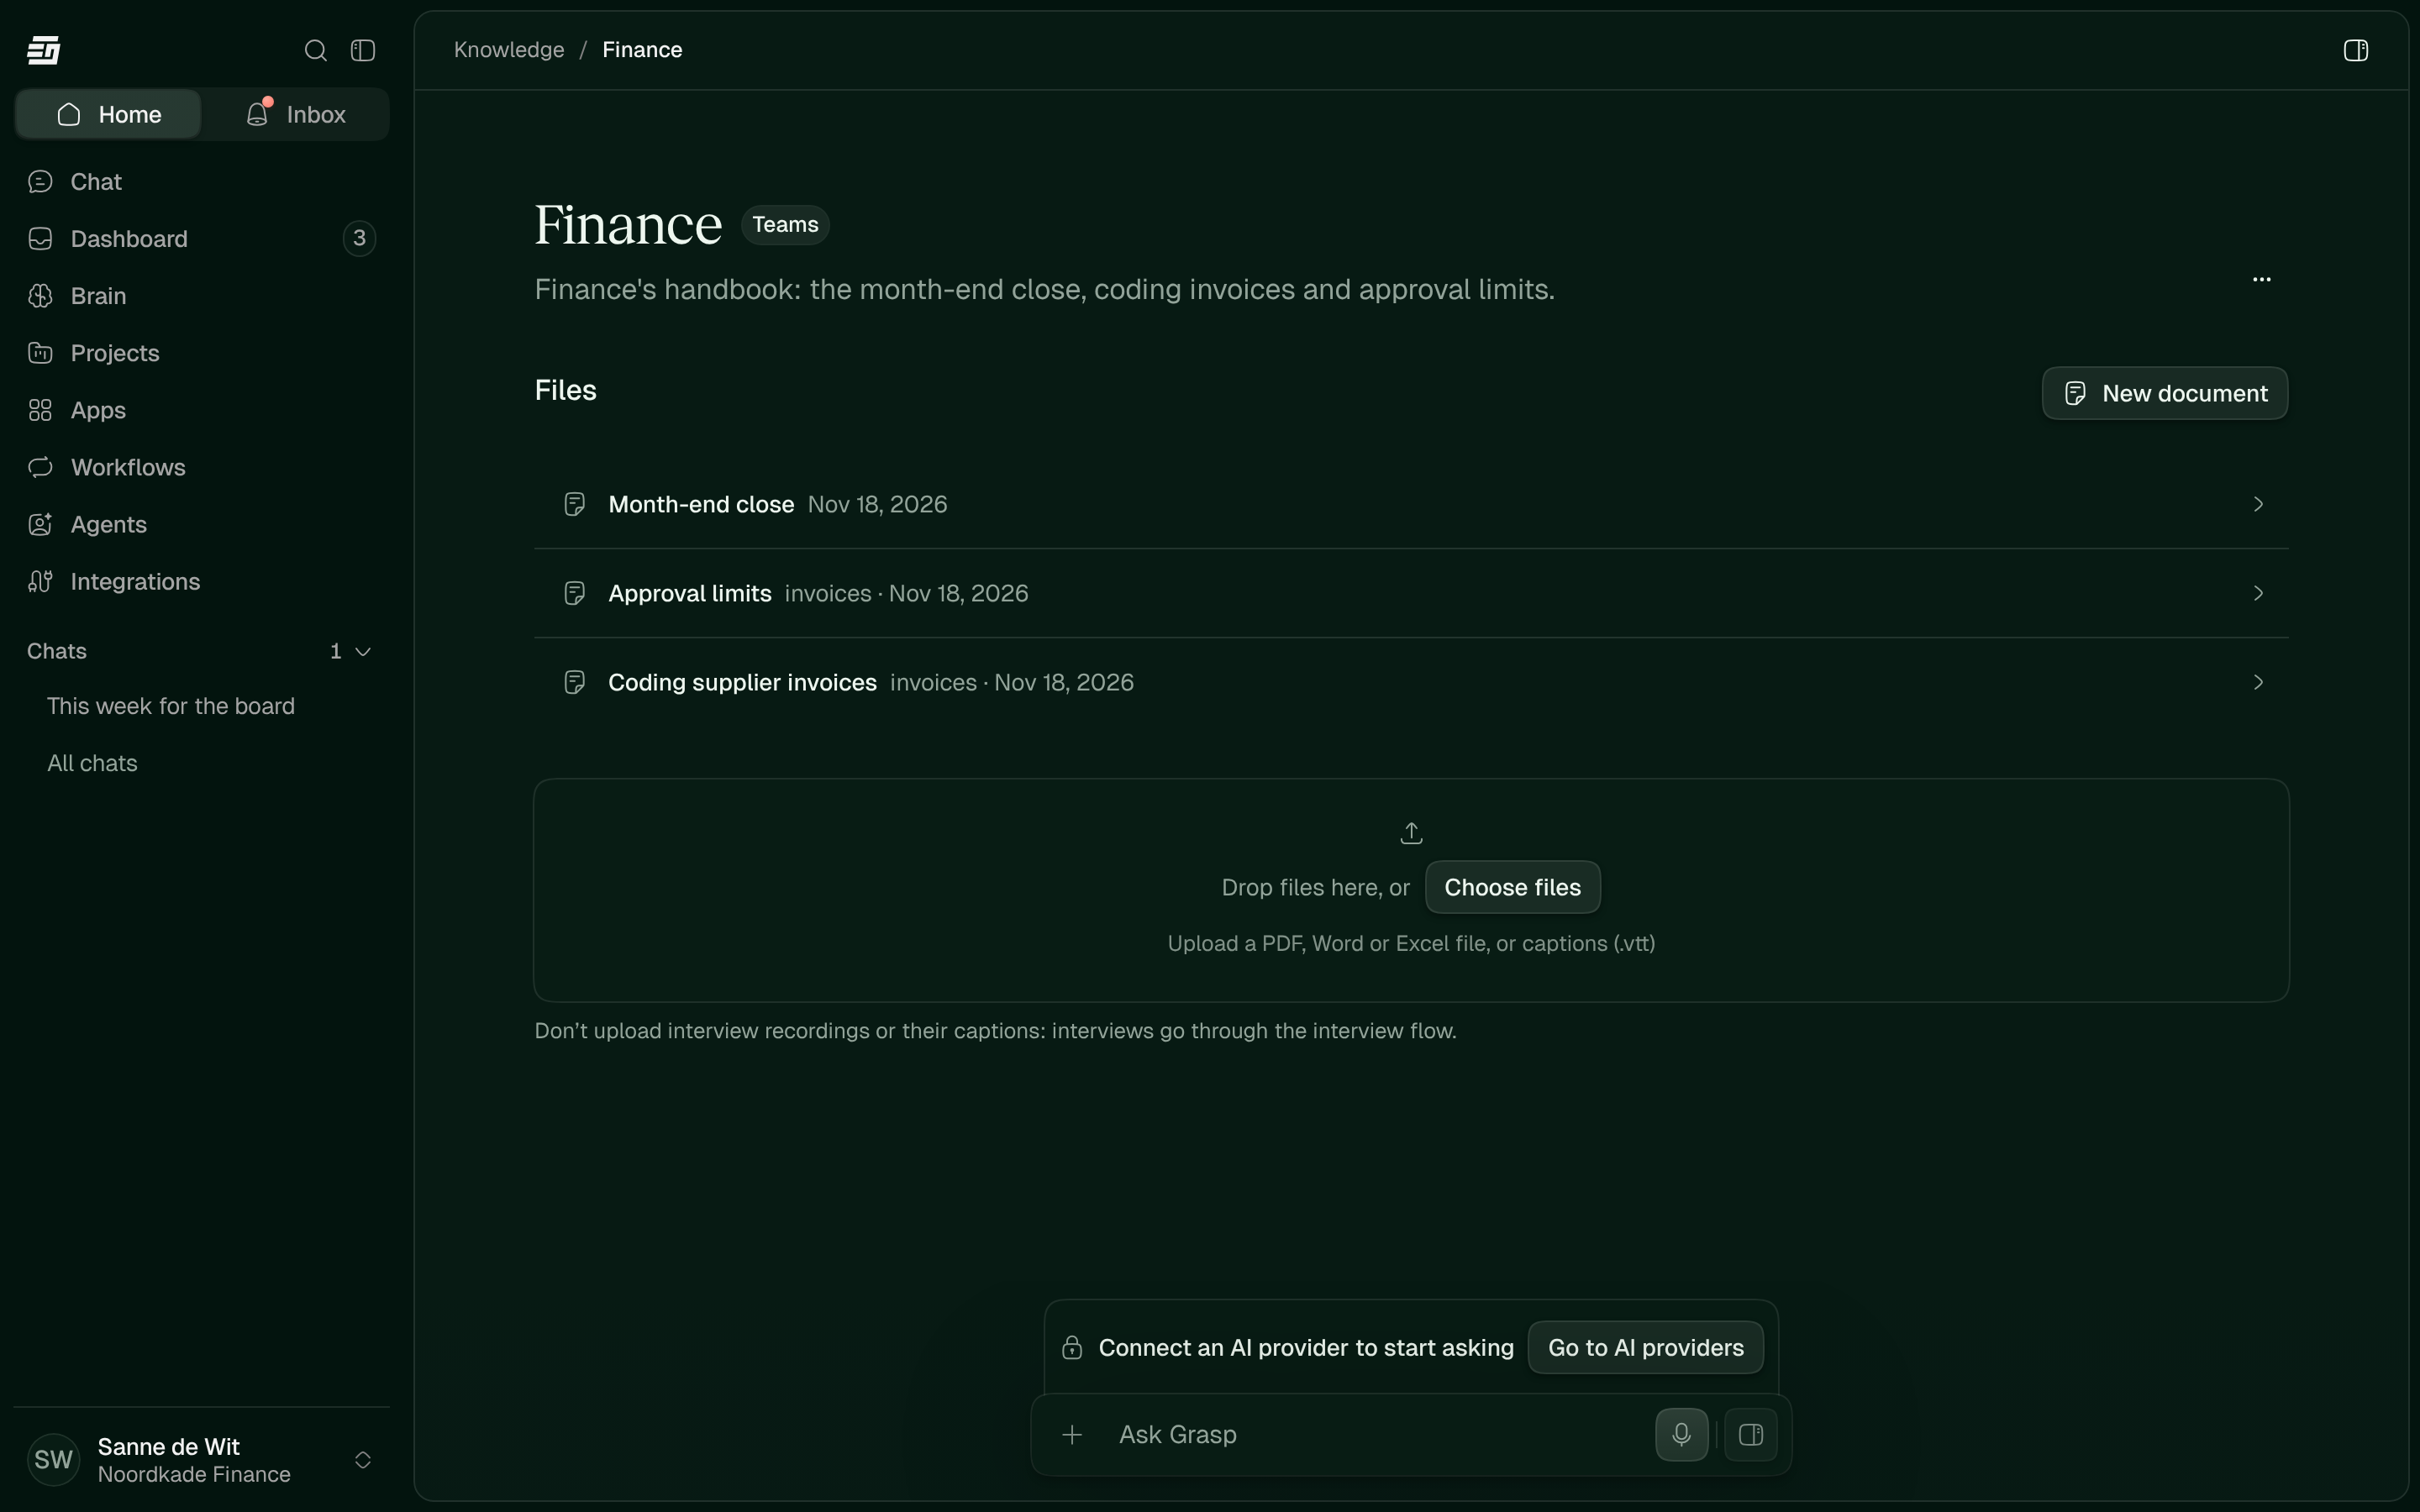 Home
Inbox
Chat
Dashboard 3
Brain
Projects
Apps
Workflows
Agents
Integrations
Chats 1
This week for the board
All chats
SW
Sanne de Wit
Noordkade Finance
Knowledge / Finance
Finance Teams
Finance's handbook: the month-end close, coding invoices and approval limits.
Files
New document
Month-end close Nov 18, 2026
Approval limits invoices · Nov 18, 2026
Coding supplier invoices invoices · Nov 18, 2026
Drop files here, or Choose files
Upload a PDF, Word or Excel file, or captions (.vtt)
Don’t upload interview recordings or their captions: interviews go through the interview flow.
Connect an AI provider to start asking Go to AI providers
Ask Grasp